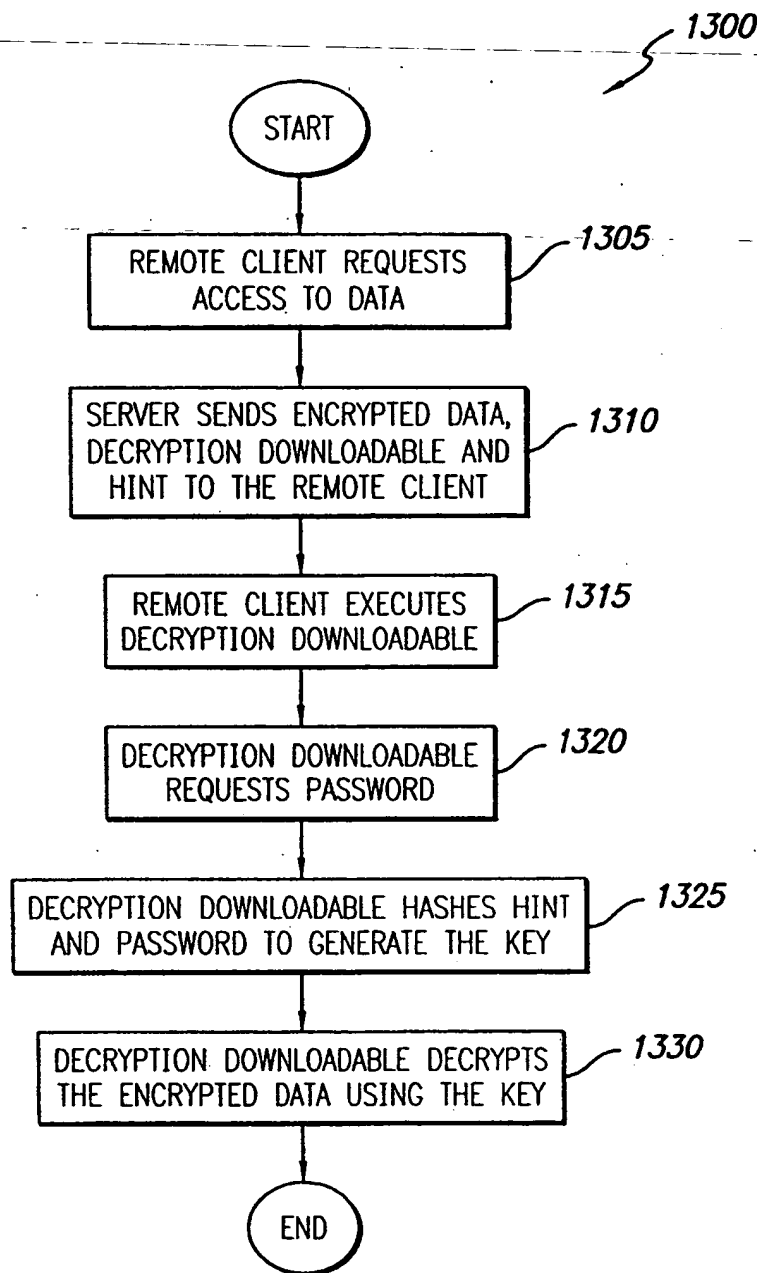 1300
START
REMOTE CLIENT REQUESTS
ACCESS TO DATA
1305
SERVER SENDS ENCRYPTED DATA,
DECRYPTION DOWNLOADABLE AND
HINT TO THE REMOTE CLIENT
1310
REMOTE CLIENT EXECUTES
DECRYPTION DOWNLOADABLE
1315
DECRYPTION DOWNLOADABLE
REQUESTS PASSWORD
1320
DECRYPTION DOWNLOADABLE HASHES HINT
AND PASSWORD TO GENERATE THE KEY
1325
DECRYPTION DOWNLOADABLE DECRYPTS
THE ENCRYPTED DATA USING THE KEY
1330
END